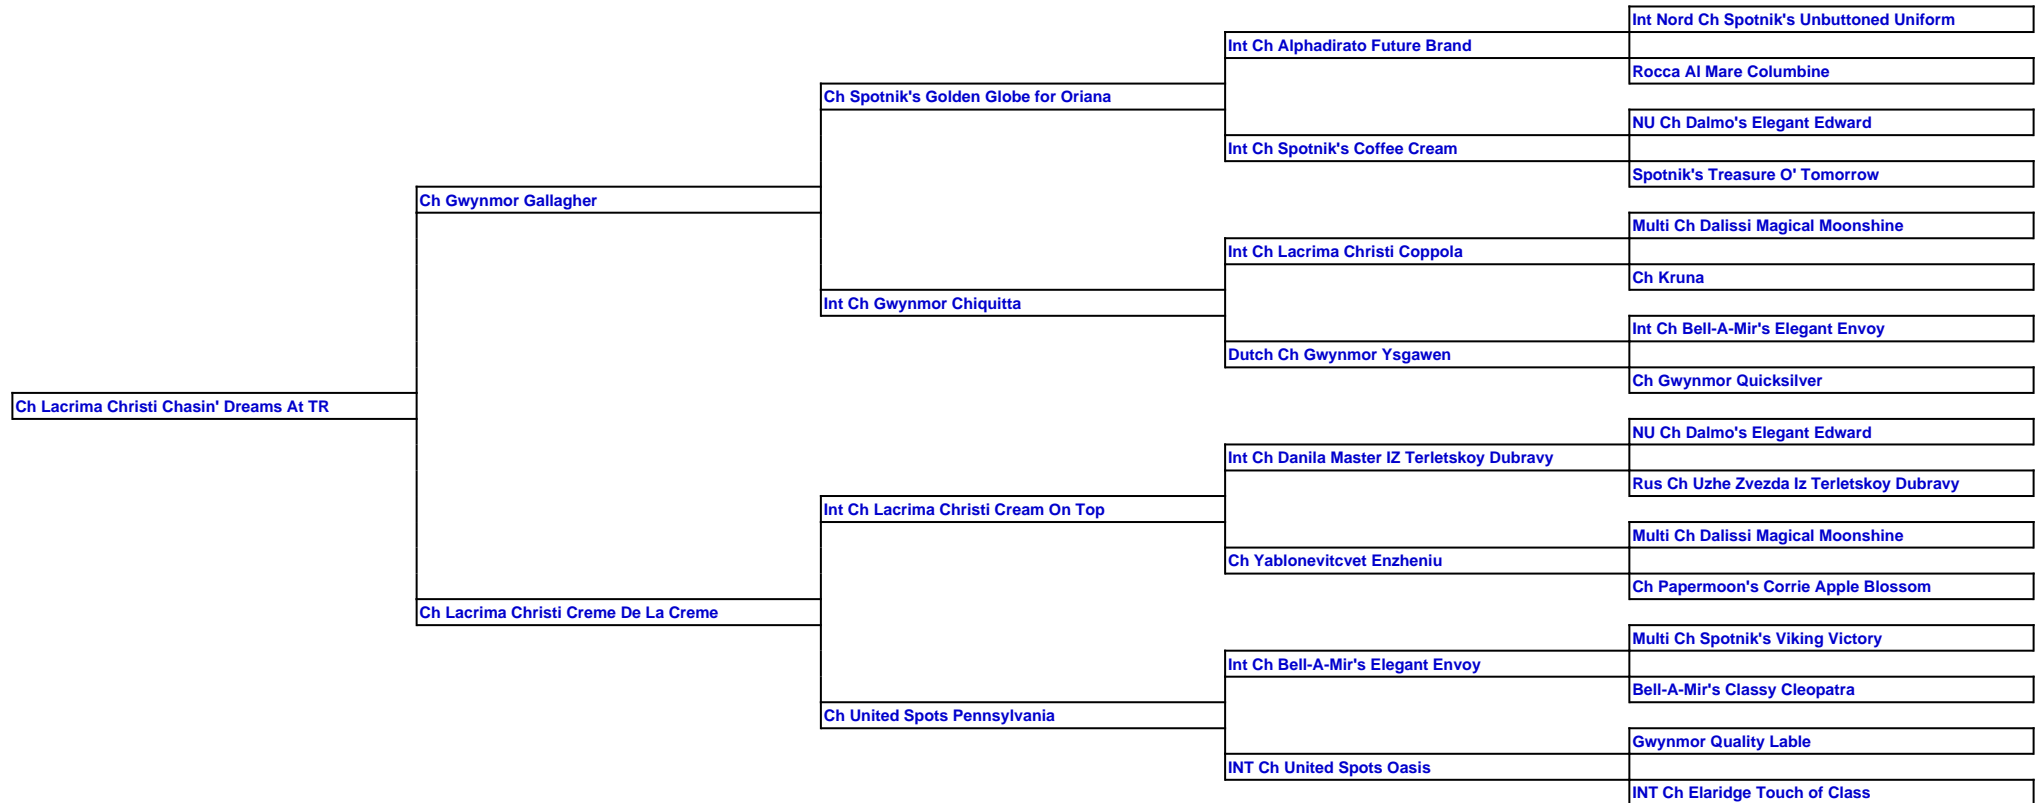 Int Nord Ch Spotnik's Unbuttoned Uniform
Int Ch Alphadirato Future Brand
Rocca Al Mare Columbine
Ch Spotnik's Golden Globe for Oriana
NU Ch Dalmo's Elegant Edward
Int Ch Spotnik's Coffee Cream
Spotnik's Treasure O' Tomorrow
Ch Gwynmor Gallagher
Multi Ch Dalissi Magical Moonshine
Int Ch Lacrima Christi Coppola
Ch Kruna
Int Ch Gwynmor Chiquitta
Int Ch Bell-A-Mir's Elegant Envoy
Dutch Ch Gwynmor Ysgawen
Ch Gwynmor Quicksilver
Ch Lacrima Christi Chasin' Dreams At TR
NU Ch Dalmo's Elegant Edward
Int Ch Danila Master IZ Terletskoy Dubravy
Rus Ch Uzhe Zvezda Iz Terletskoy Dubravy
Int Ch Lacrima Christi Cream On Top
Multi Ch Dalissi Magical Moonshine
Ch Yablonevitcvet Enzheniu
Ch Papermoon's Corrie Apple Blossom
Ch Lacrima Christi Creme De La Creme
Multi Ch Spotnik's Viking Victory
Int Ch Bell-A-Mir's Elegant Envoy
Bell-A-Mir's Classy Cleopatra
Ch United Spots Pennsylvania
Gwynmor Quality Lable
INT Ch United Spots Oasis
INT Ch Elaridge Touch of Class